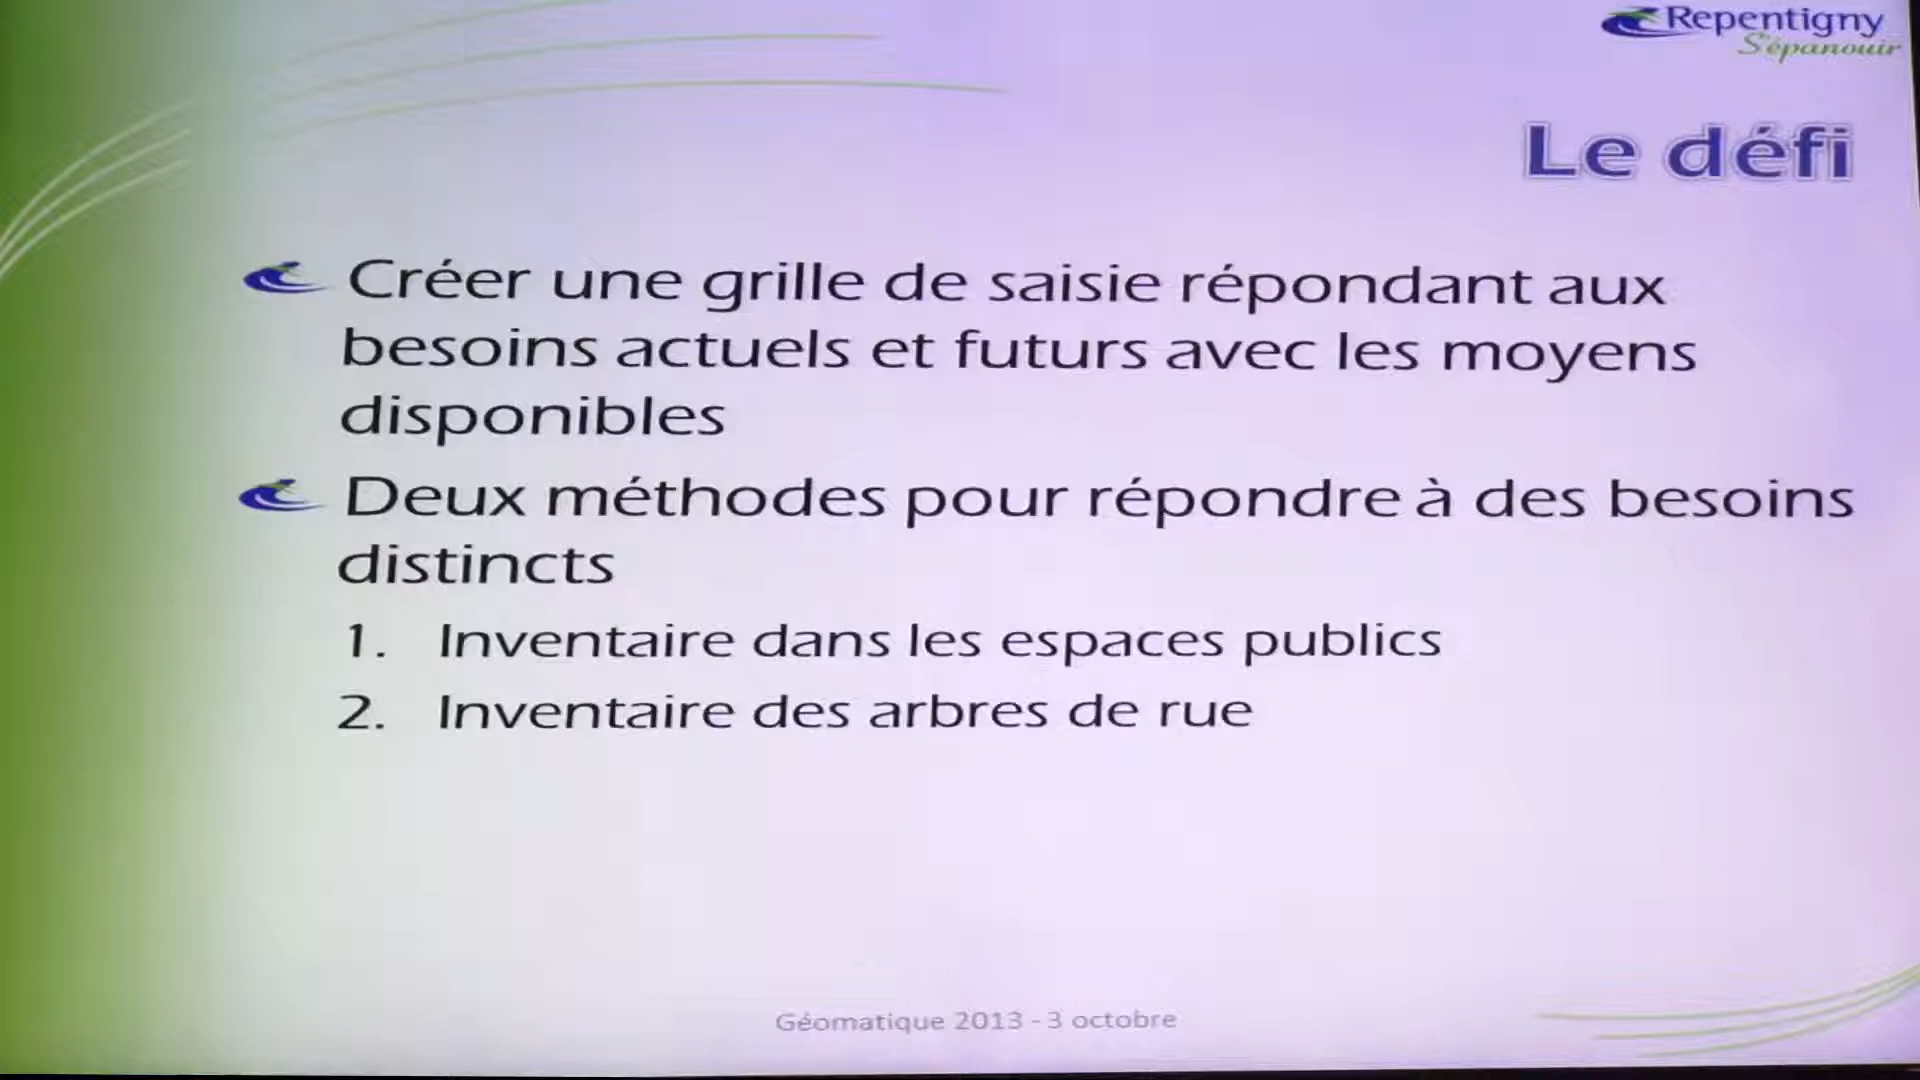 Repentigny
S'épanouir
Le défi
Créer une grille de saisie répondant aux
besoins actuels et futurs avec les moyens
disponibles
Deux méthodes pour répondre à des besoins
distincts
1. Inventaire dans les espaces publics
2. Inventaire des arbres de rue
Géomatique 2013 - 3 octobre